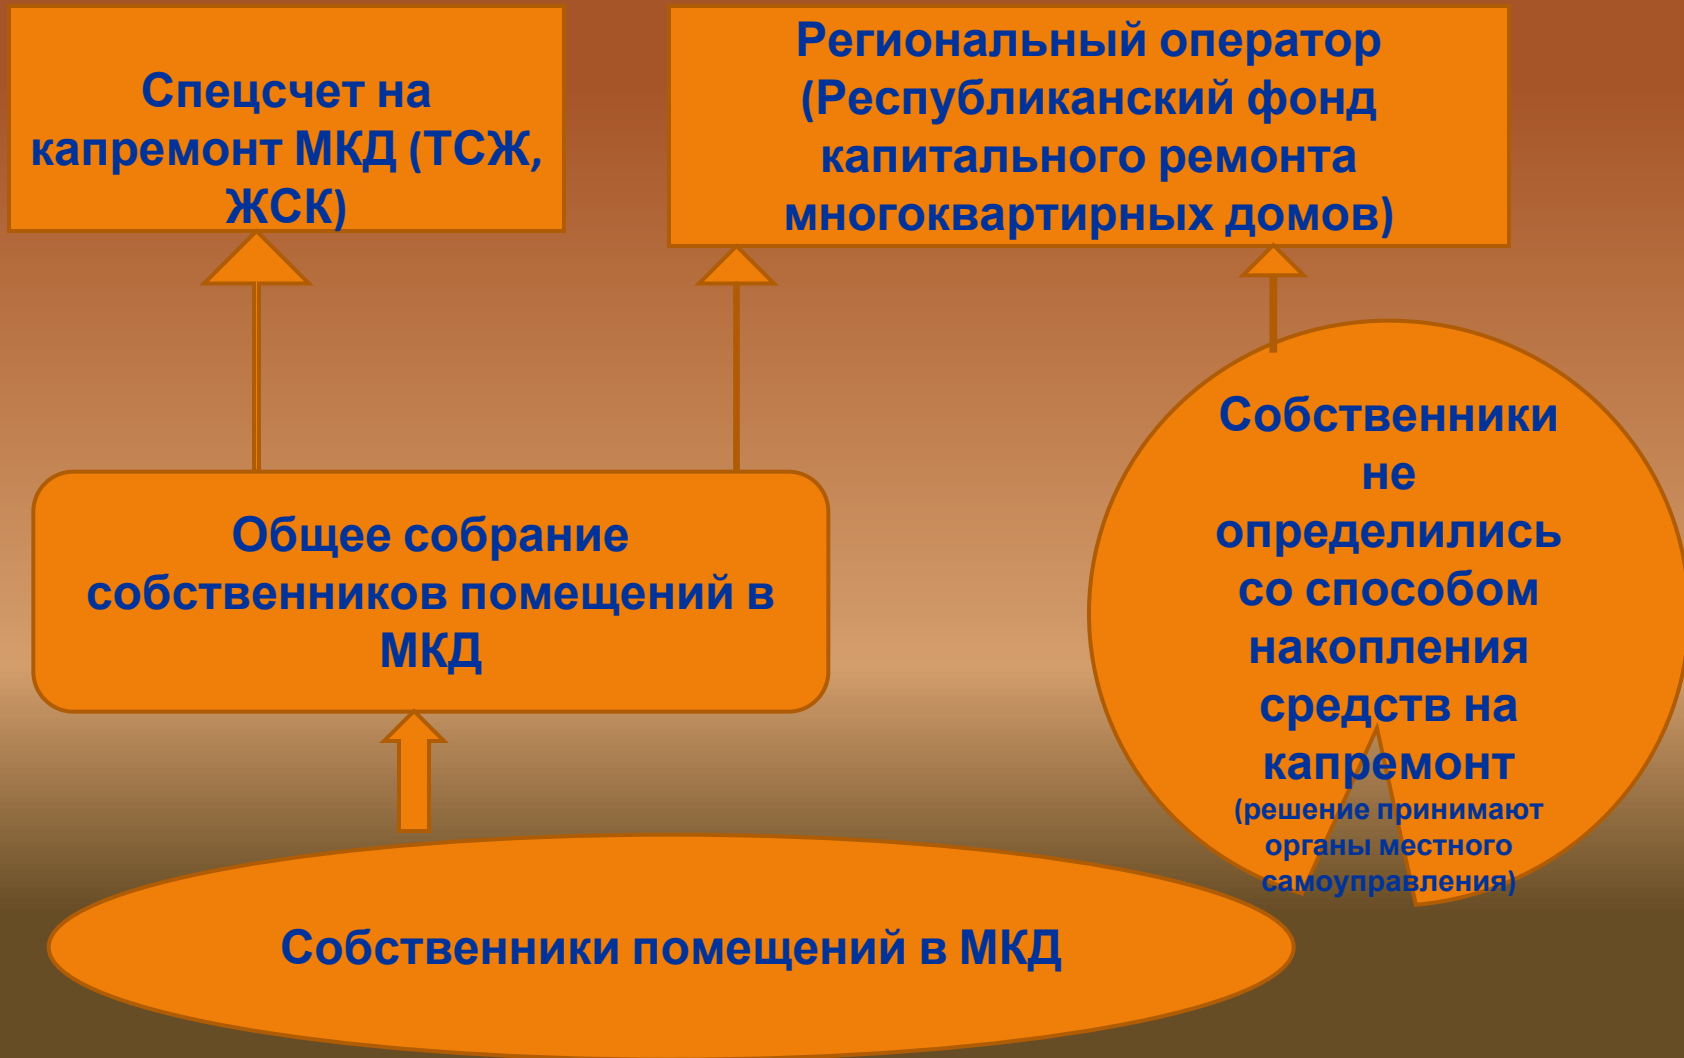 Спецсчет на
капремонт МКД (ТСЖ,
ЖСК)
Региональный оператор
(Республиканский фонд
капитального ремонта
многоквартирных домов)
Общее собрание
собственников помещений в
МКД
Собственники
не
определились
со способом
накопления
средств на
капремонт
(решение принимают
органы местного
самоуправления)
Собственники помещений в МКД